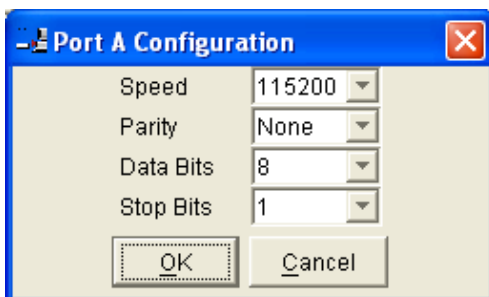 Port A Configuration
Speed 115200
Parity None
Data Bits 8
Stop Bits 1
OK Cancel